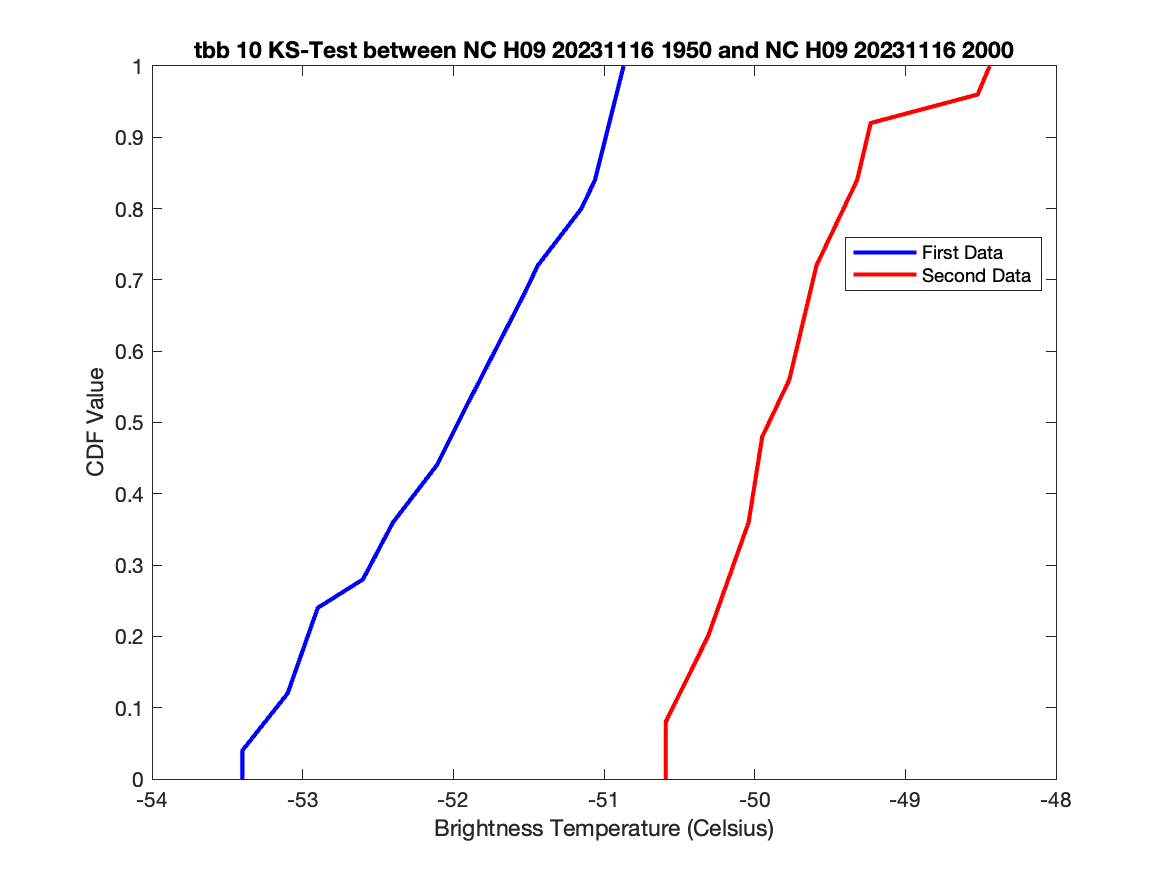 tbb 10 KS-Test between NC H09 20231116 1950 and NC H09 20231116 2000
1
0.9
0.8
0.7
0.6
0.5
0.4
0.3
0.2
0.1
0
CDF Value
First Data
Second Data
-54 -53 -52 -51 -50 -49 -48
Brightness Temperature (Celsius)